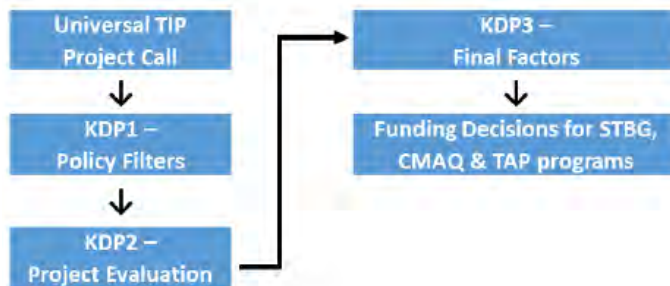 Universal TIP
Project Call
KDP1 –
Policy Filters
KDP2 –
Project Evaluation
KDP3 –
Final Factors
Funding Decisions for STBG,
CMAQ & TAP programs